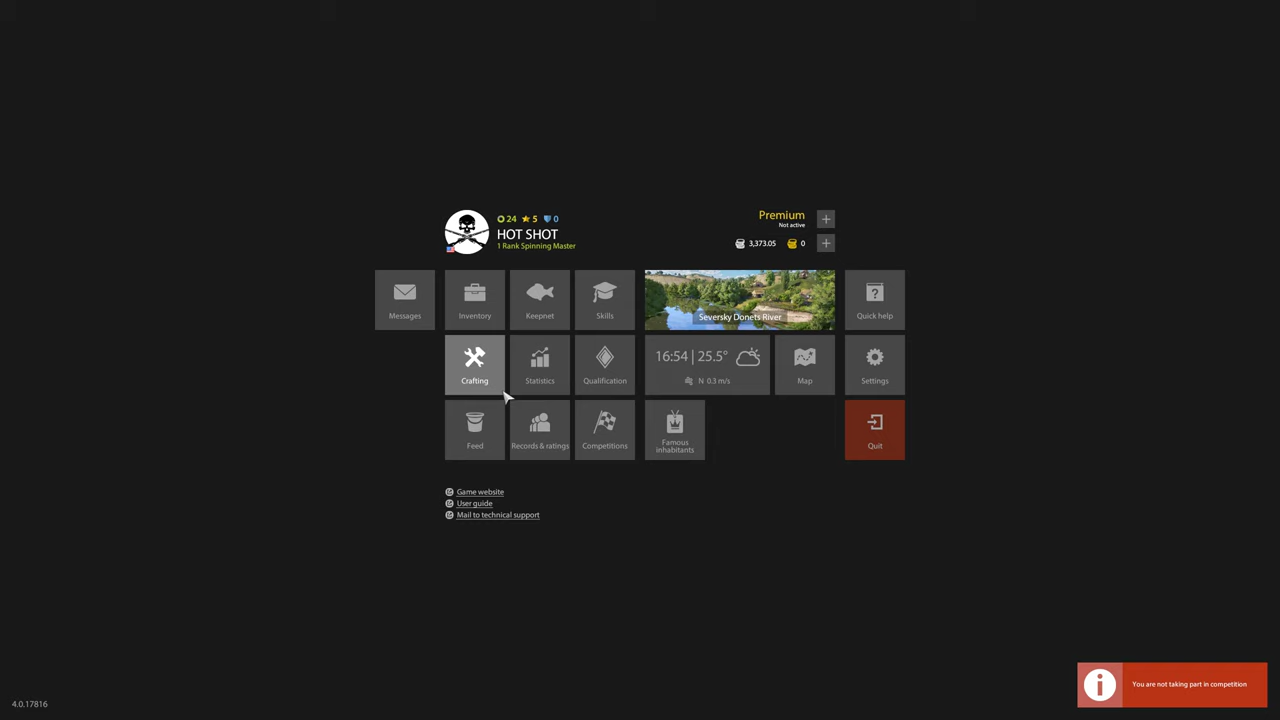 24 5 0
HOT SHOT
1 Rank Spinning Master
Premium
Not active
3,373.05 0
Messages
Inventory
Keepnet
Skills
Seversky Donets River
Quick help
Crafting
Statistics
Qualification
16:54 | 25.5°
N 0.3 m/s
Map
Settings
Feed
Records & ratings
Competitions
Famous
inhabitants
Quit
Game website
User guide
Mail to technical support
You are not taking part in competition
4.0.17816